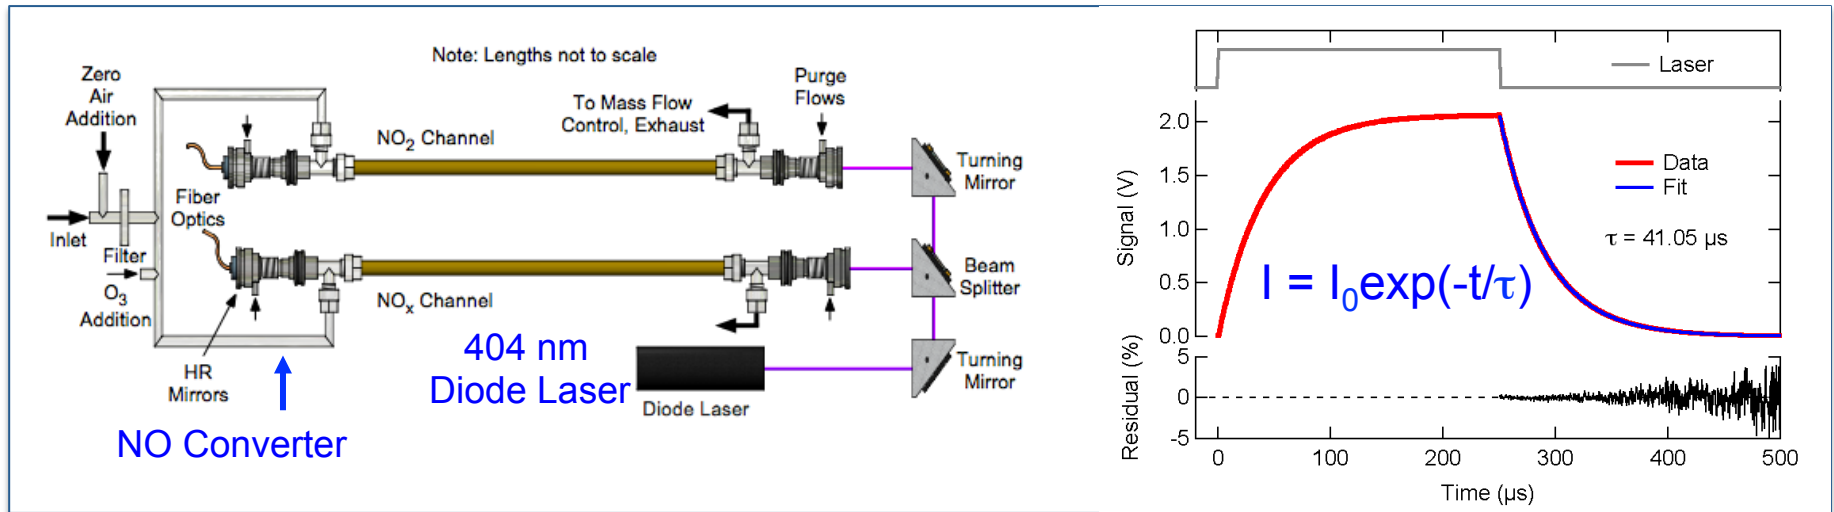 Note: Lengths not to scale
Zero
Air
Addition
To Mass Flow
Control, Exhaust
Purge
Flows
NO2 Channel
Turning
Mirror
Fiber
Optics
Inlet
Filter
O3
Addition
NOx Channel
Beam
Splitter
HR
Mirrors
404 nm
Diode Laser
Diode Laser
Turning
Mirror
NO Converter
Laser
Signal (V)
2.0
1.5
1.0
0.5
0.0
Data
Fit
τ = 41.05 µs
I = I0exp(-t/τ)
Residual (%)
5
0
-5
0 100 200 300 400 500
Time (µs)